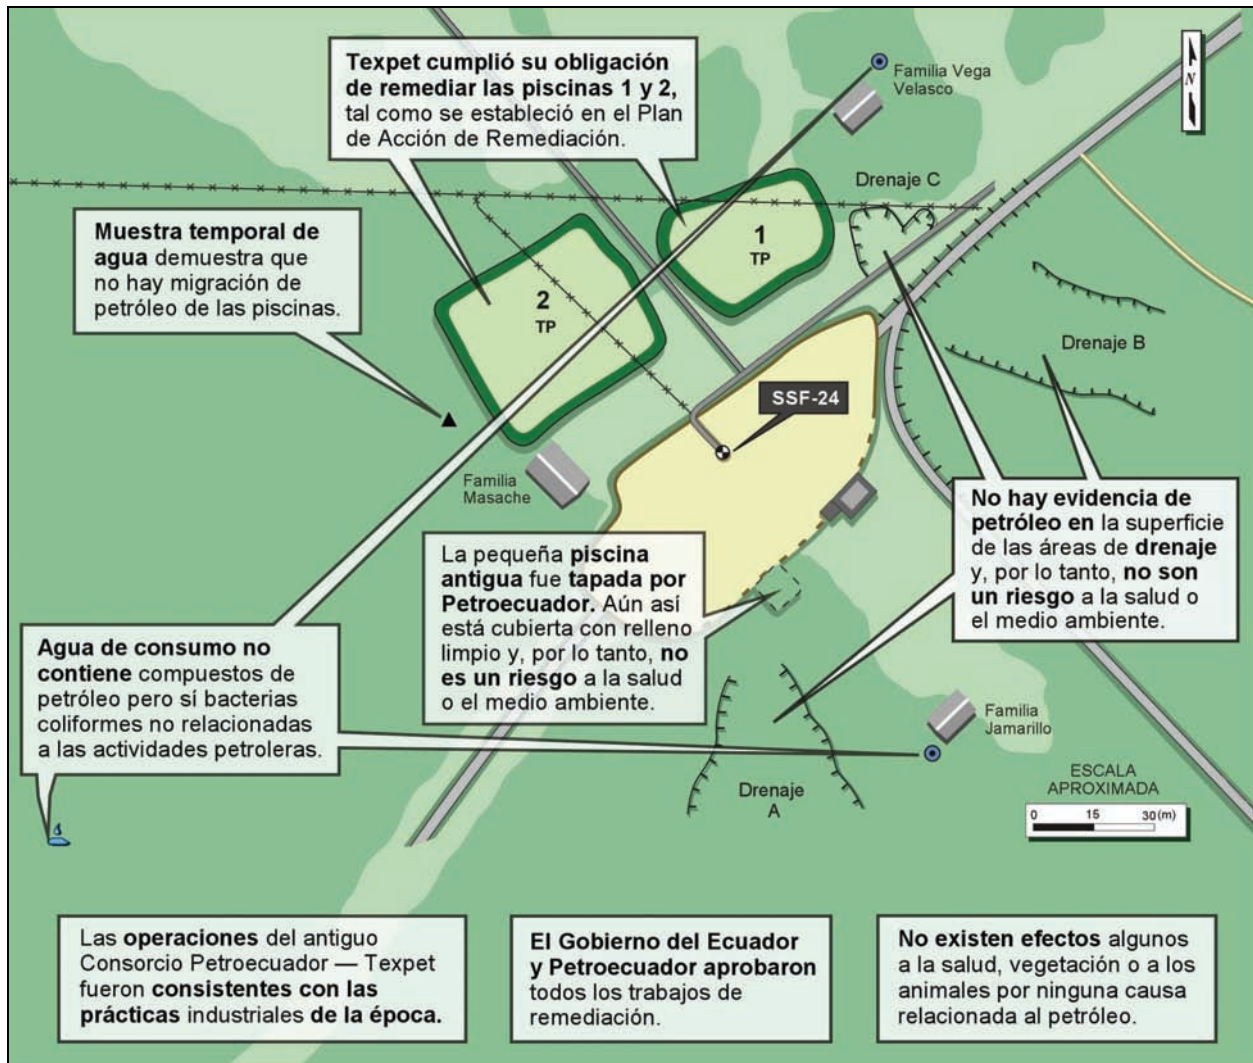 Texpet cumplió su obligación
de remediar las piscinas 1 y 2,
tal como se estableció en el Plan
de Acción de Remediación.
Familia Vega
Velasco
N
Drenaje C
Muestra temporal de
agua demuestra que
no hay migración de
petróleo de las piscinas.
1
TP
2
TP
Drenaje B
SSF-24
Familia
Masache
La pequeña piscina
antigua fue tapada por
Petroecuador. Aún así
está cubierta con relleno
limpio y, por lo tanto, no
es un riesgo a la salud
o el medio ambiente.
No hay evidencia de
petróleo en la superficie
de las áreas de drenaje
y, por lo tanto, no son
un riesgo a la salud o
el medio ambiente.
Agua de consumo no
contiene compuestos de
petróleo pero sí bacterias
coliformes no relacionadas
a las actividades petroleras.
Familia
Jamarillo
Drenaje
A
ESCALA
APROXIMADA
0 15 30 (m)
Las operaciones del antiguo
Consorcio Petroecuador — Texpet
fueron consistentes con las
prácticas industriales de la época.
El Gobierno del Ecuador
y Petroecuador aprobaron
todos los trabajos de
remediación.
No existen efectos algunos
a la salud, vegetación o a los
animales por ninguna causa
relacionada al petróleo.